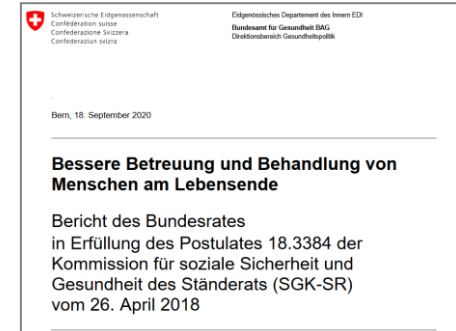 Schweizerische Eidgenossenschaft
Confédération suisse
Confederazione Svizzera
Confederaziun svizra
Eidgenössisches Departement des Innern EDI
Bundesamt für Gesundheit BAG
Direktionsbereich Gesundheitspolitik
Bern, 18. September 2020
Bessere Betreuung und Behandlung von
Menschen am Lebensende
Bericht des Bundesrates
in Erfüllung des Postulates 18.3384 der
Kommission für soziale Sicherheit und
Gesundheit des Ständerats (SGK-SR)
vom 26. April 2018